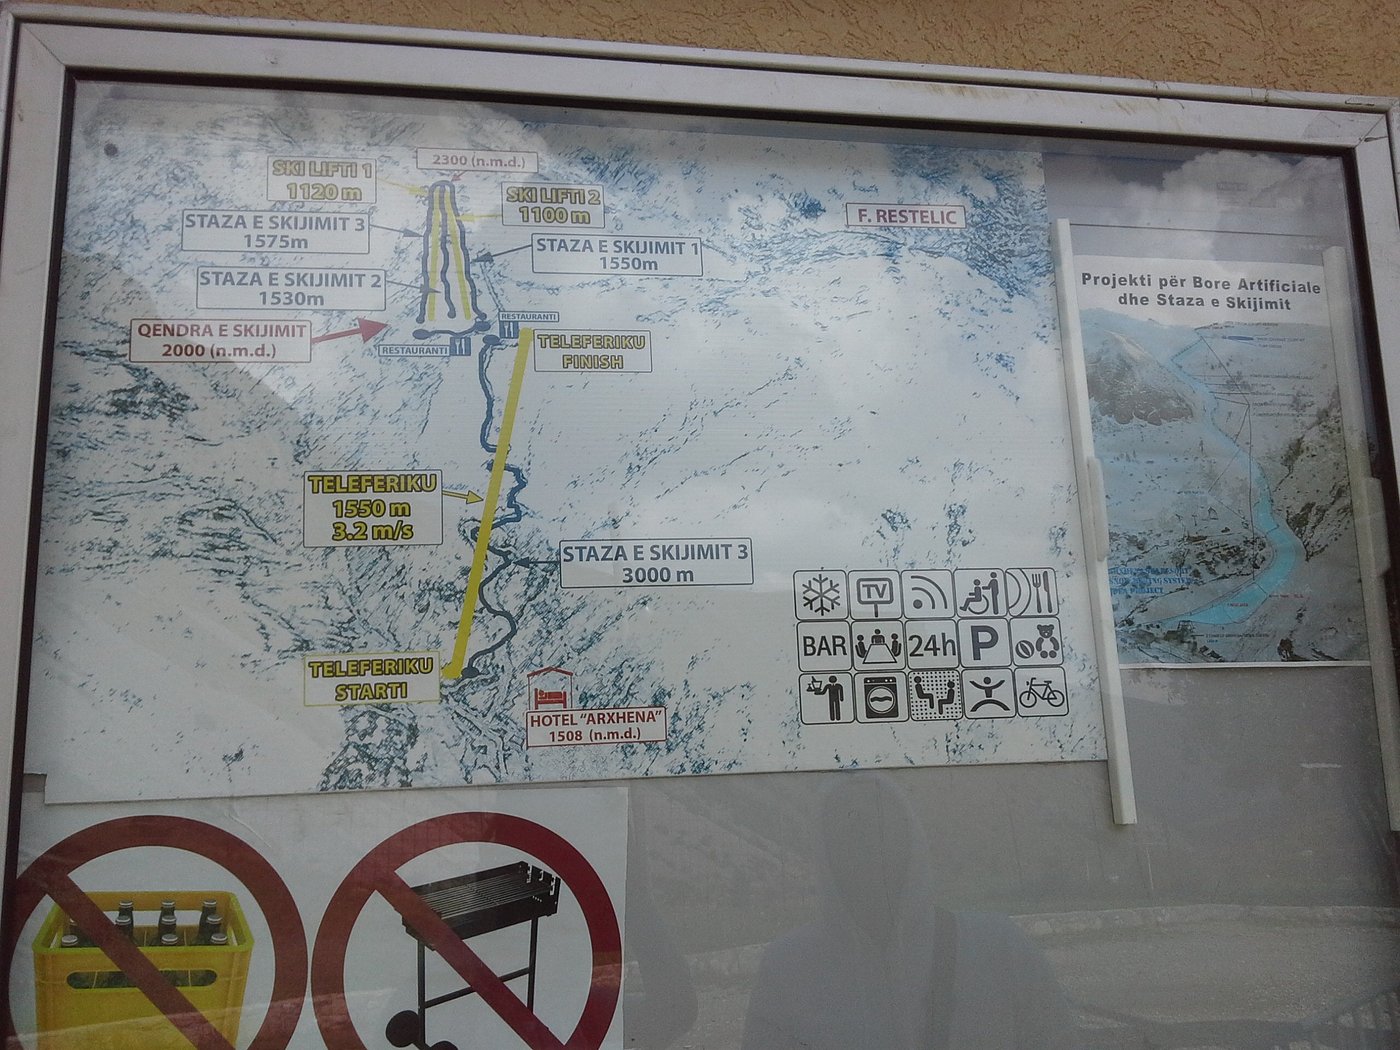 2300 (n.m.d.)
SKI LIFTI 1
1120 m
SKI LIFTI 2
1100 m
F. RESTELIC
STAZA E SKIJIMIT 3
1575m
STAZA E SKIJIMIT 1
1550m
STAZA E SKIJIMIT 2
1530m
QENDRA E SKIJIMIT
2000 (n.m.d.)
RESTAURANTI
RESTAURANTI
TELEFERIKU
FINISH
TELEFERIKU
1550 m
3.2 m/s
STAZA E SKIJIMIT 3
3000 m
TELEFERIKU
STARTI
HOTEL "ARXHENA"
1508 (n.m.d.)
TV
BAR
24h
P
Projekti për Bore Artificiale
dhe Staza e Skijimit